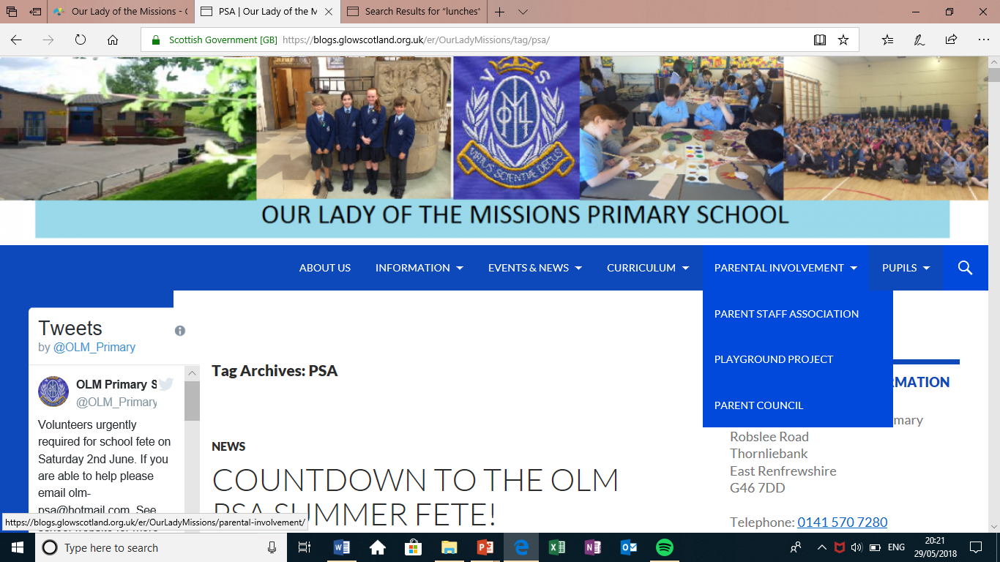 Our Lady of the Missions - G
PSA | Our Lady of the M
Search Results for “lunches”
Scottish Government [GB] https://blogs.glowscotland.org.uk/er/OurLadyMissions/tag/psa/
V S
VIRTUS SCIENTIAE DECUS
OUR LADY OF THE MISSIONS PRIMARY SCHOOL
ABOUT US INFORMATION EVENTS & NEWS CURRICULUM PARENTAL INVOLVEMENT PUPILS
PARENT STAFF ASSOCIATION
PLAYGROUND PROJECT
PARENT COUNCIL
Tweets
by @OLM_Primary
OLM Primary S
@OLM_Primary
Volunteers urgently
required for school fete on
Saturday 2nd June. If you
are able to help please
email olm-
psa@hotmail.com. See
Tag Archives: PSA
NEWS
COUNTDOWN TO THE OLM
PSA SUMMER FETE!
RMATION
mary
Robslee Road
Thornliebank
East Renfrewshire
G46 7DD
Telephone: 0141 570 7280
https://blogs.glowscotland.org.uk/er/OurLadyMissions/parental-involvement/
Type here to search
ENG
20:21
29/05/2018